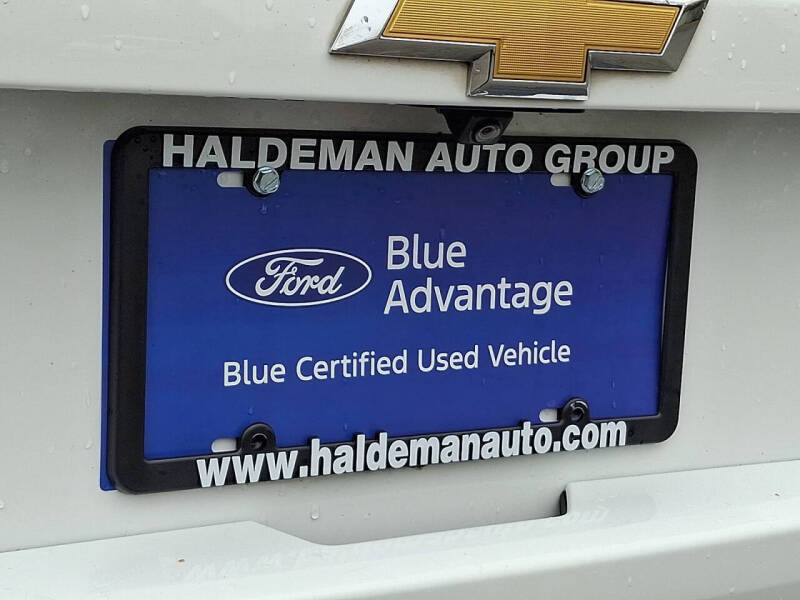 HALDEMAN AUTO GROUP
Ford
Blue
Advantage
Blue Certified Used Vehicle
www.haldemanauto.com